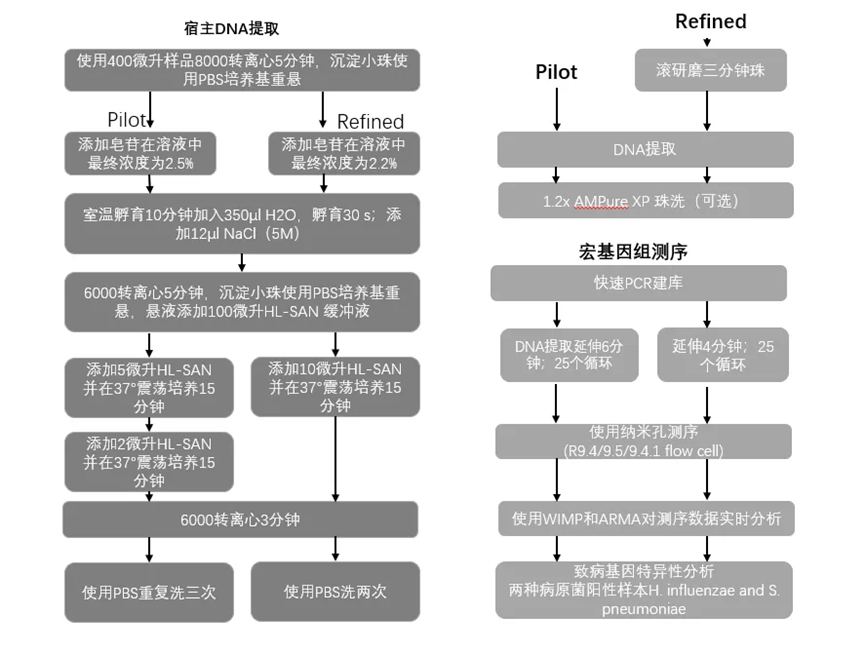 宿主DNA提取
使用400微升样品8000转离心5分钟，沉淀小珠使
用PBS培养基重悬
Pilot
Refined
添加皂苷在溶液中
最终浓度为2.5%
添加皂苷在溶液中
最终浓度为2.2%
室温孵育10分钟加入350μl H2O，孵育30 s；添
加12μl NaCl（5M）
6000转离心5分钟，沉淀小珠使用PBS培养基重
悬，悬液添加100微升HL-SAN 缓冲液
添加5微升HL-SAN
并在37°震荡培养15
分钟
添加10微升HL-SAN
并在37°震荡培养15
分钟
添加2微升HL-SAN
并在37°震荡培养15
分钟
6000转离心3分钟
使用PBS重复洗三次
使用PBS洗两次
Refined
Pilot
滚研磨三分钟珠
DNA提取
1.2x AMPure XP 珠洗（可选）
宏基因组测序
快速PCR建库
DNA提取延伸6分
钟；25个循环
延伸4分钟；25
个循环
使用纳米孔测序
(R9.4/9.5/9.4.1 flow cell)
使用WIMP和ARMA对测序数据实时分析
致病基因特异性分析
两种病原菌阳性样本H. influenzae and S.
pneumoniae